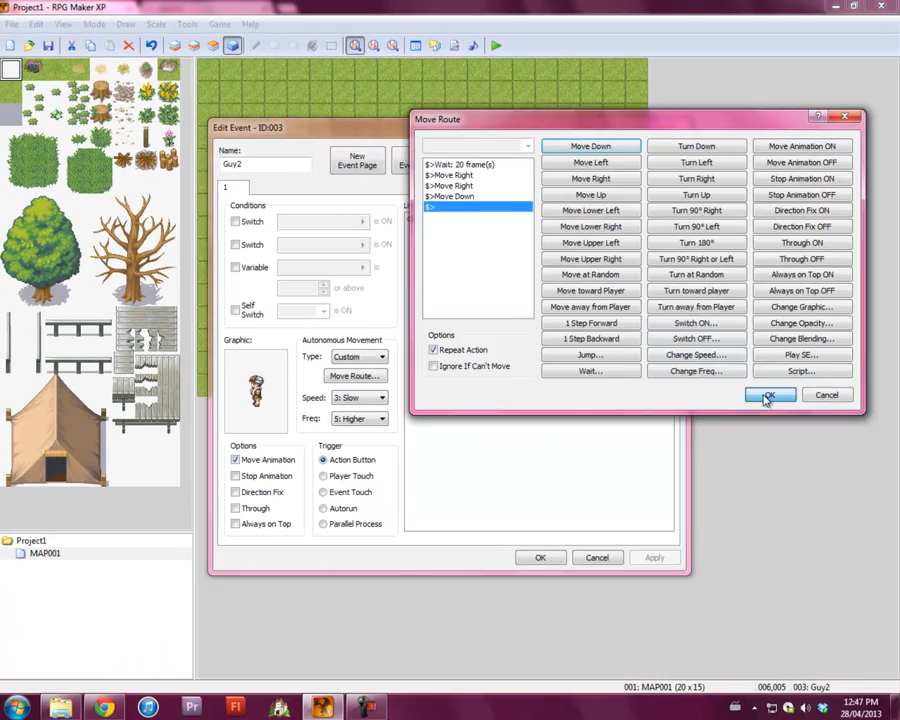 Project1 - RPG Maker XP
File Edit View Mode Draw Scale Tools Game Help
Edit Event - ID:003
Name:
Guy2
New Event Page
1
Conditions
Switch is ON
Switch is ON
Variable is
or above
Self Switch is ON
Graphic:
Autonomous Movement
Type: Custom
Move Route...
Speed: 3: Slow
Freq: 5: Higher
Options
Move Animation
Stop Animation
Direction Fix
Through
Always on Top
Trigger
Action Button
Player Touch
Event Touch
Autorun
Parallel Process
OK Cancel Apply
Move Route
$>Wait: 20 frame(s)
$>Move Right
$>Move Right
$>Move Down
$>
Options
Repeat Action
Ignore If Can't Move
Move Down Turn Down Move Animation ON
Move Left Turn Left Move Animation OFF
Move Right Turn Right Stop Animation ON
Move Up Turn Up Stop Animation OFF
Move Lower Left Turn 90° Right Direction Fix ON
Move Lower Right Turn 90° Left Direction Fix OFF
Move Upper Left Turn 180° Through ON
Move Upper Right Turn 90° Right or Left Through OFF
Move at Random Turn at Random Always on Top ON
Move toward Player Turn toward player Always on Top OFF
Move away from Player Turn away from Player Change Graphic...
1 Step Forward Switch ON... Change Opacity...
1 Step Backward Switch OFF... Change Blending...
Jump... Change Speed.... Play SE...
Wait... Change Freq... Script...
OK Cancel
Project1
MAP001
001: MAP001 (20 x 15) 006,005 003: Guy2
Pr Fl
12:47 PM
28/04/2013